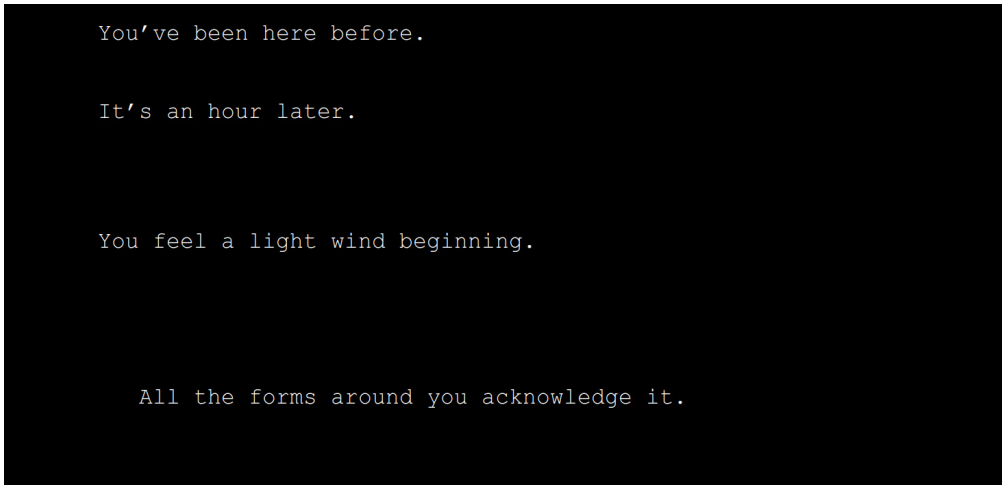 You’ve been here before.
It’s an hour later.
You feel a light wind beginning.
All the forms around you acknowledge it.